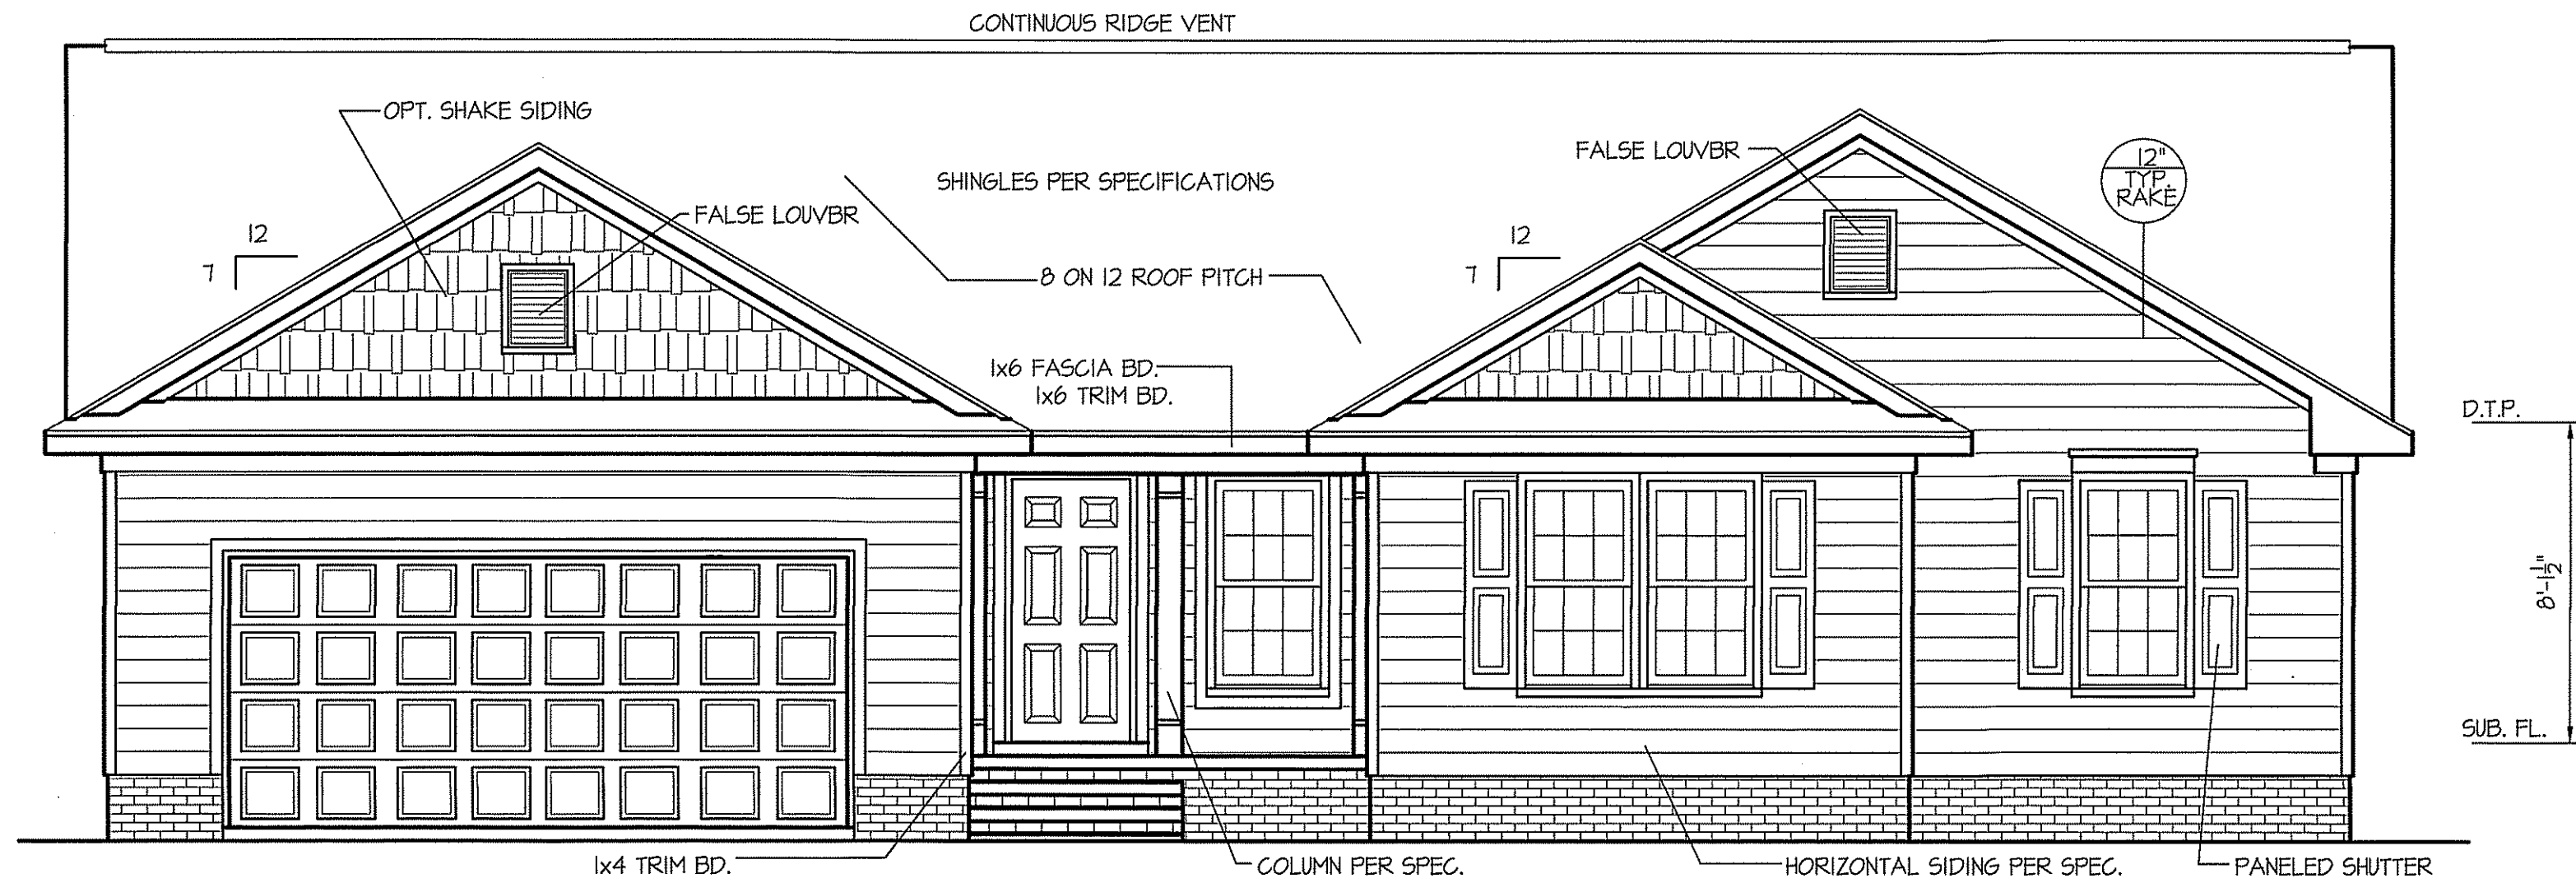 CONTINUOUS RIDGE VENT
OPT. SHAKE SIDING
FALSE LOUVBR
12"
TYP.
RAKE
SHINGLES PER SPECIFICATIONS
FALSE LOUVBR
12
7
12
7
8 ON 12 ROOF PITCH
1x6 FASCIA BD.
1x6 TRIM BD.
D.T.P.
8'-1½"
SUB. FL.
1x4 TRIM BD.
COLUMN PER SPEC.
HORIZONTAL SIDING PER SPEC.
PANELED SHUTTER